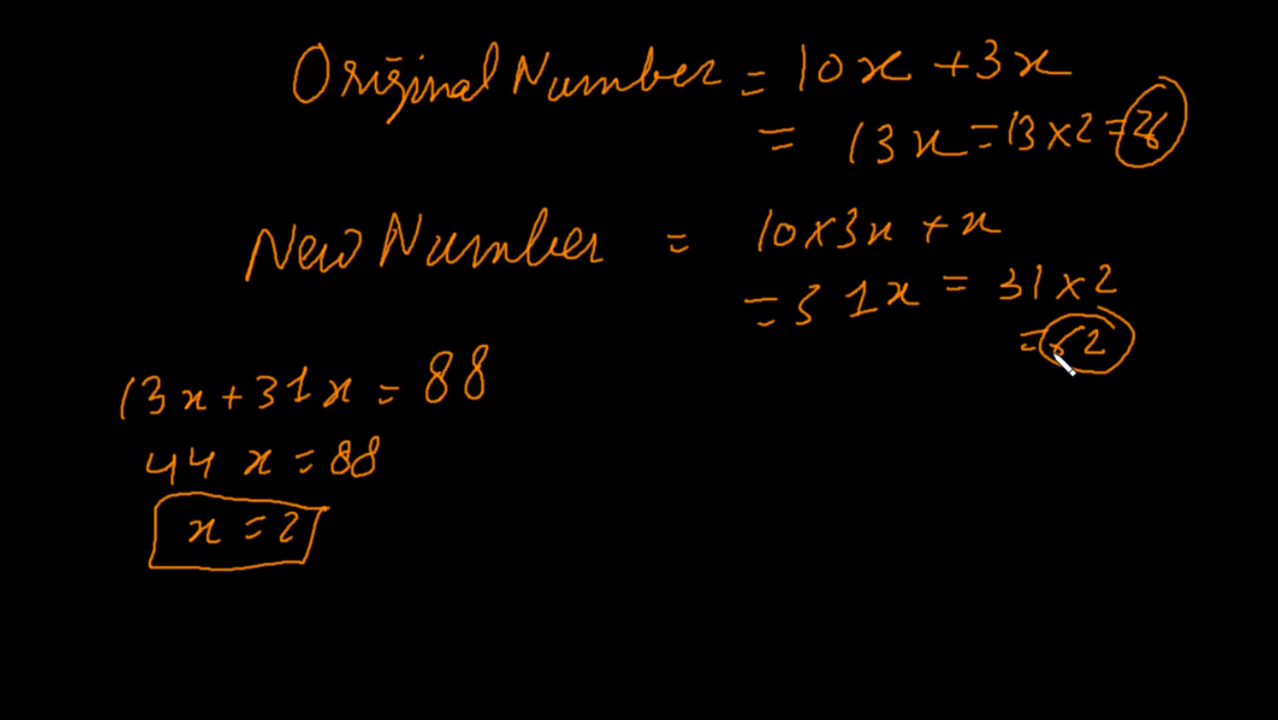 Original Number = 10x + 3x
= 13x = 13 × 2 = 26
New Number = 10 × 3x + x
= 31x = 31 × 2
= 62
13x + 31x = 88
44 x = 88
x = 2